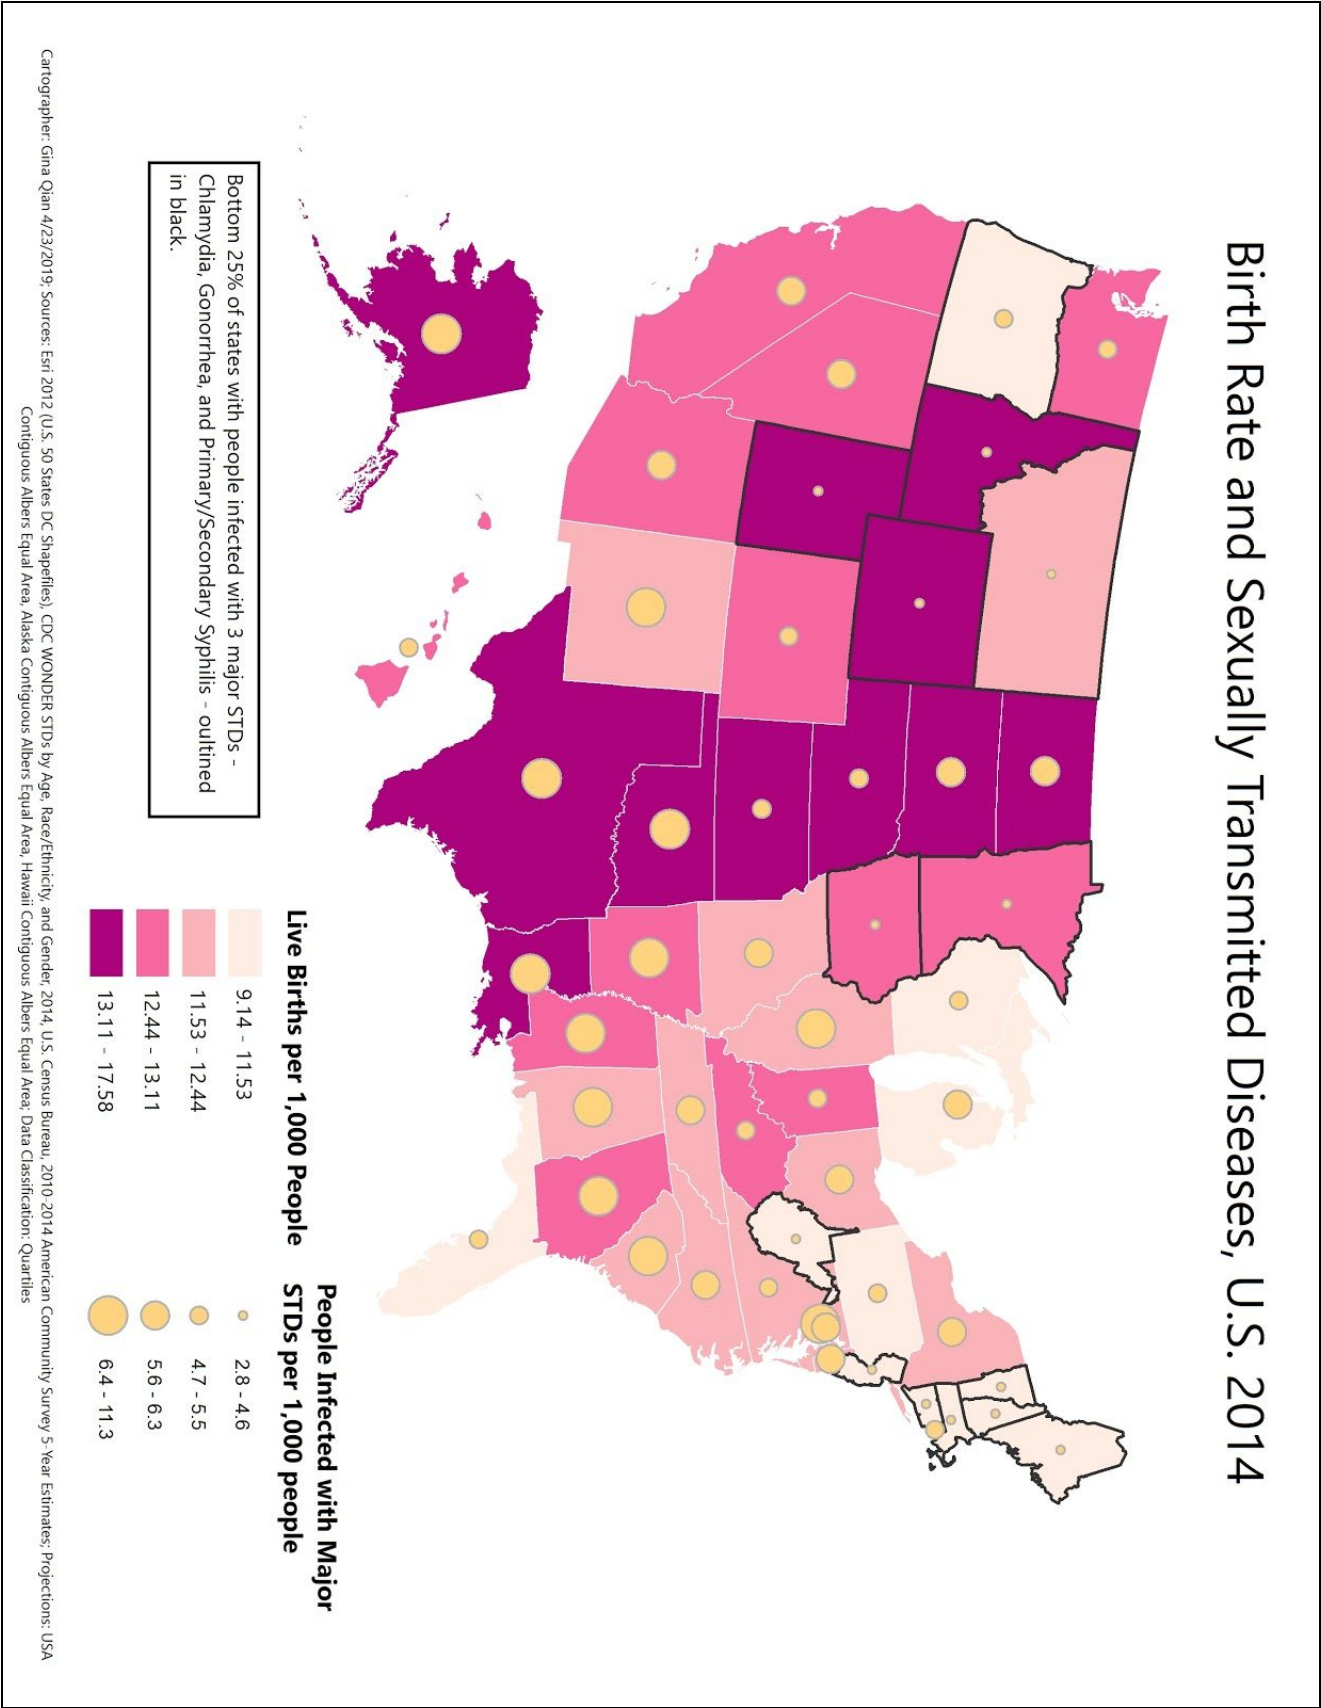 Birth Rate and Sexually Transmitted Diseases, U.S. 2014
Bottom 25% of states with people infected with 3 major STDs -
Chlamydia, Gonorrhea, and Primary/Secondary Syphilis - oultined
in black.
Live Births per 1,000 People
9.14 - 11.53
11.53 - 12.44
12.44 - 13.11
13.11 - 17.58
People Infected with Major
STDs per 1,000 people
2.8 - 4.6
4.7 - 5.5
5.6 - 6.3
6.4 - 11.3
Cartographer: Gina Qian 4/23/2019; Sources: Esri 2012 (U.S. 50 States DC Shapefiles), CDC WONDER STDs by Age, Race/Ethnicity, and Gender, 2014, U.S. Census Bureau, 2010-2014 American Community Survey 5-Year Estimates; Projections: USA
Contiguous Albers Equal Area, Alaska Contiguous Albers Equal Area, Hawaii Contiguous Albers Equal Area; Data Classification: Quartiles